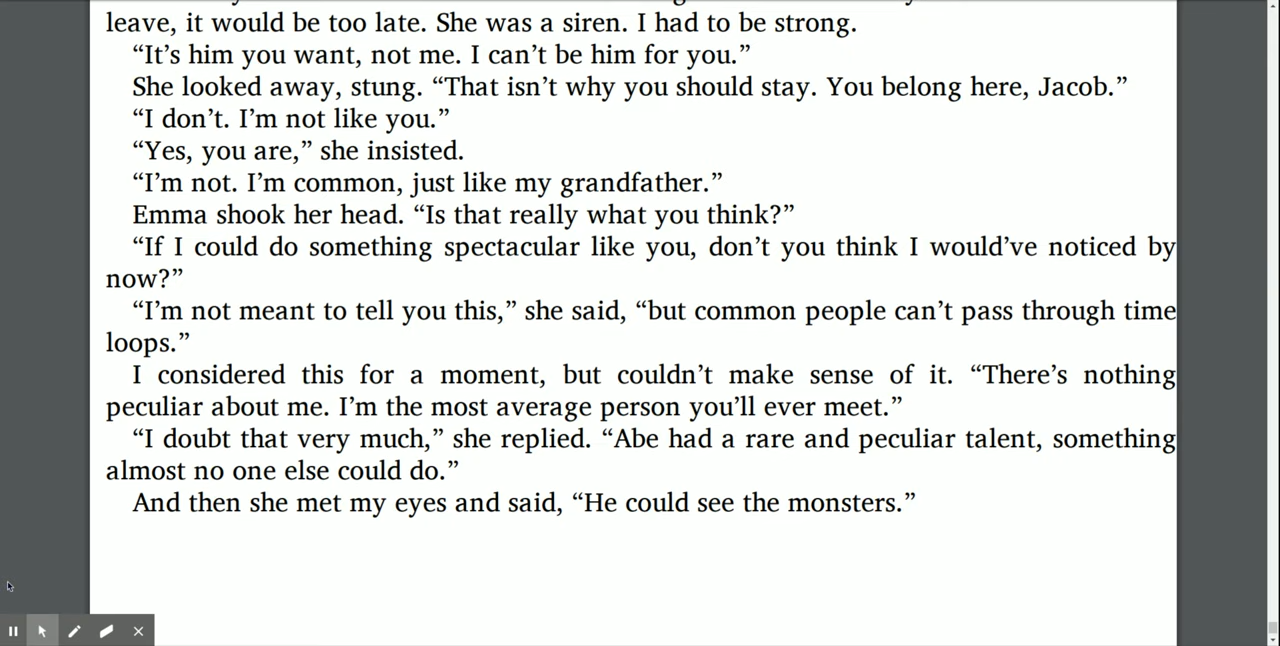 leave, it would be too late. She was a siren. I had to be strong.
“It’s him you want, not me. I can’t be him for you.”
She looked away, stung. “That isn’t why you should stay. You belong here, Jacob.”
“I don’t. I’m not like you.”
“Yes, you are,” she insisted.
“I’m not. I’m common, just like my grandfather.”
Emma shook her head. “Is that really what you think?”
“If I could do something spectacular like you, don’t you think I would’ve noticed by
now?”
“I’m not meant to tell you this,” she said, “but common people can’t pass through time
loops.”
I considered this for a moment, but couldn’t make sense of it. “There’s nothing
peculiar about me. I’m the most average person you’ll ever meet.”
“I doubt that very much,” she replied. “Abe had a rare and peculiar talent, something
almost no one else could do.”
And then she met my eyes and said, “He could see the monsters.”